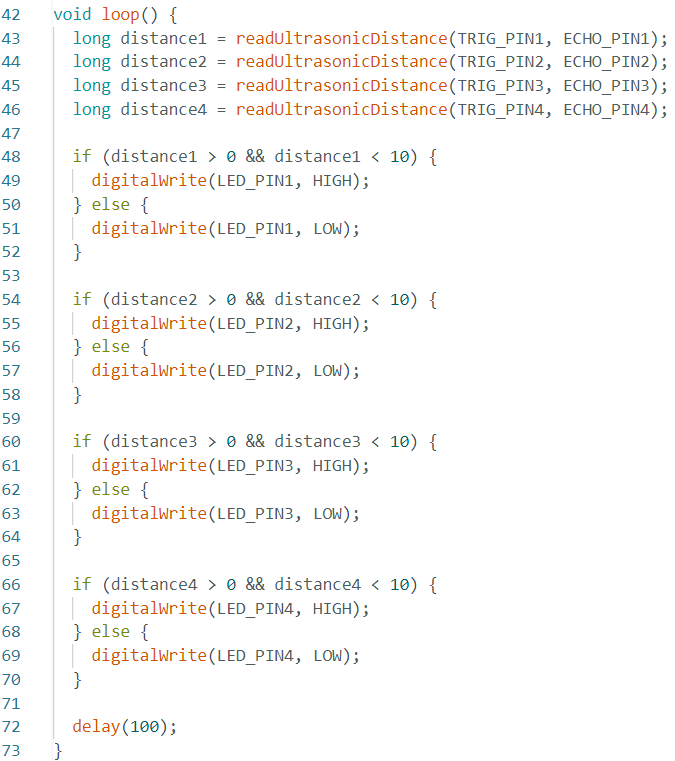 42 void loop() {
43 long distance1 = readUltrasonicDistance(TRIG_PIN1, ECHO_PIN1);
44 long distance2 = readUltrasonicDistance(TRIG_PIN2, ECHO_PIN2);
45 long distance3 = readUltrasonicDistance(TRIG_PIN3, ECHO_PIN3);
46 long distance4 = readUltrasonicDistance(TRIG_PIN4, ECHO_PIN4);
47
48 if (distance1 > 0 && distance1 < 10) {
49 digitalWrite(LED_PIN1, HIGH);
50 } else {
51 digitalWrite(LED_PIN1, LOW);
52 }
53
54 if (distance2 > 0 && distance2 < 10) {
55 digitalWrite(LED_PIN2, HIGH);
56 } else {
57 digitalWrite(LED_PIN2, LOW);
58 }
59
60 if (distance3 > 0 && distance3 < 10) {
61 digitalWrite(LED_PIN3, HIGH);
62 } else {
63 digitalWrite(LED_PIN3, LOW);
64 }
65
66 if (distance4 > 0 && distance4 < 10) {
67 digitalWrite(LED_PIN4, HIGH);
68 } else {
69 digitalWrite(LED_PIN4, LOW);
70 }
71
72 delay(100);
73 }